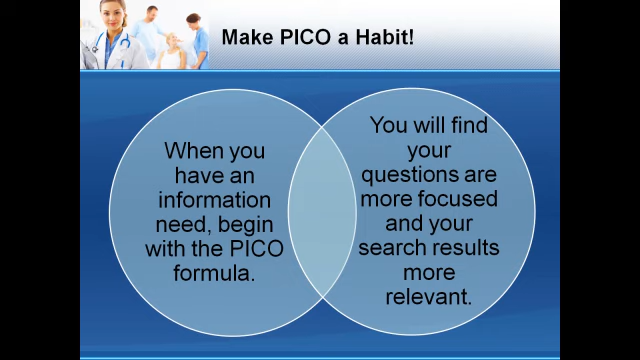 Make PICO a Habit!
When you
have an
information
need, begin
with the PICO
formula.
You will find
your
questions are
more focused
and your
search results
more
relevant.